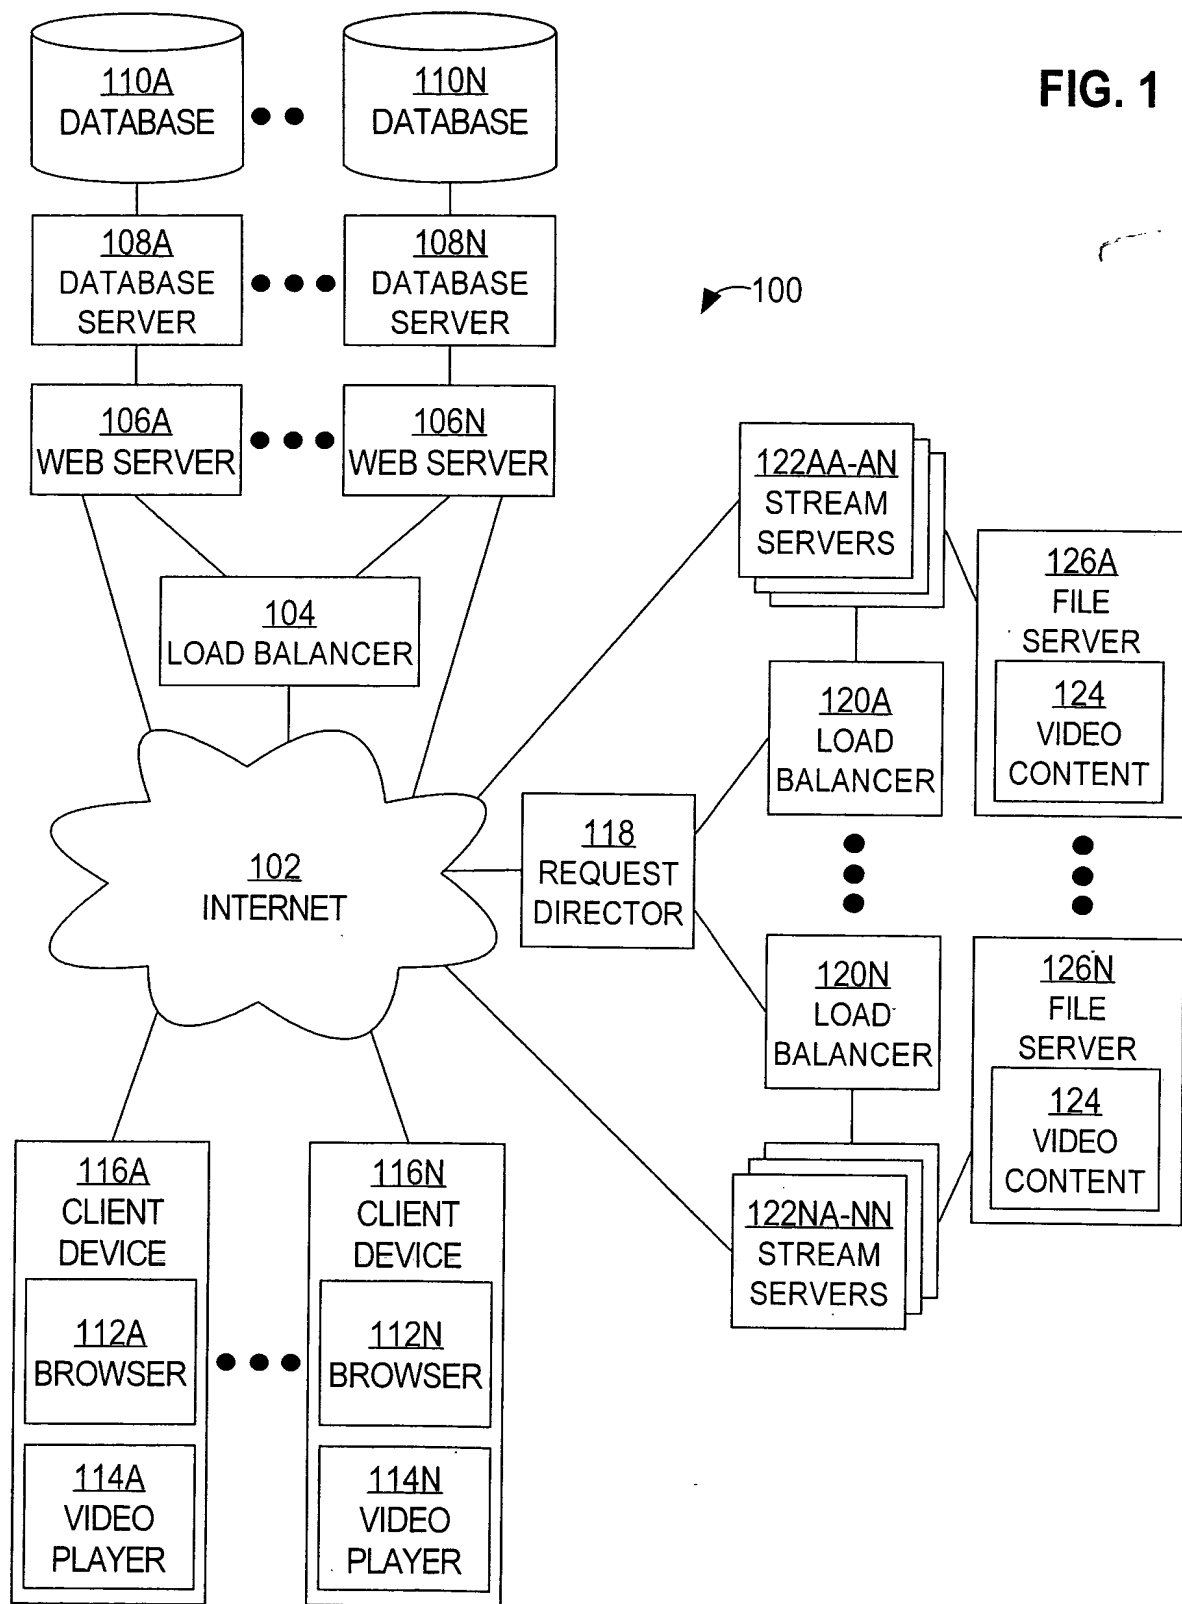 FIG. 1
110A
DATABASE
110N
DATABASE
108A
DATABASE
SERVER
108N
DATABASE
SERVER
100
106A
WEB SERVER
106N
WEB SERVER
104
LOAD BALANCER
102
INTERNET
118
REQUEST
DIRECTOR
122AA-AN
STREAM
SERVERS
126A
FILE
SERVER
124
VIDEO
CONTENT
120A
LOAD
BALANCER
120N
LOAD
BALANCER
126N
FILE
SERVER
124
VIDEO
CONTENT
122NA-NN
STREAM
SERVERS
116A
CLIENT
DEVICE
112A
BROWSER
114A
VIDEO
PLAYER
116N
CLIENT
DEVICE
112N
BROWSER
114N
VIDEO
PLAYER